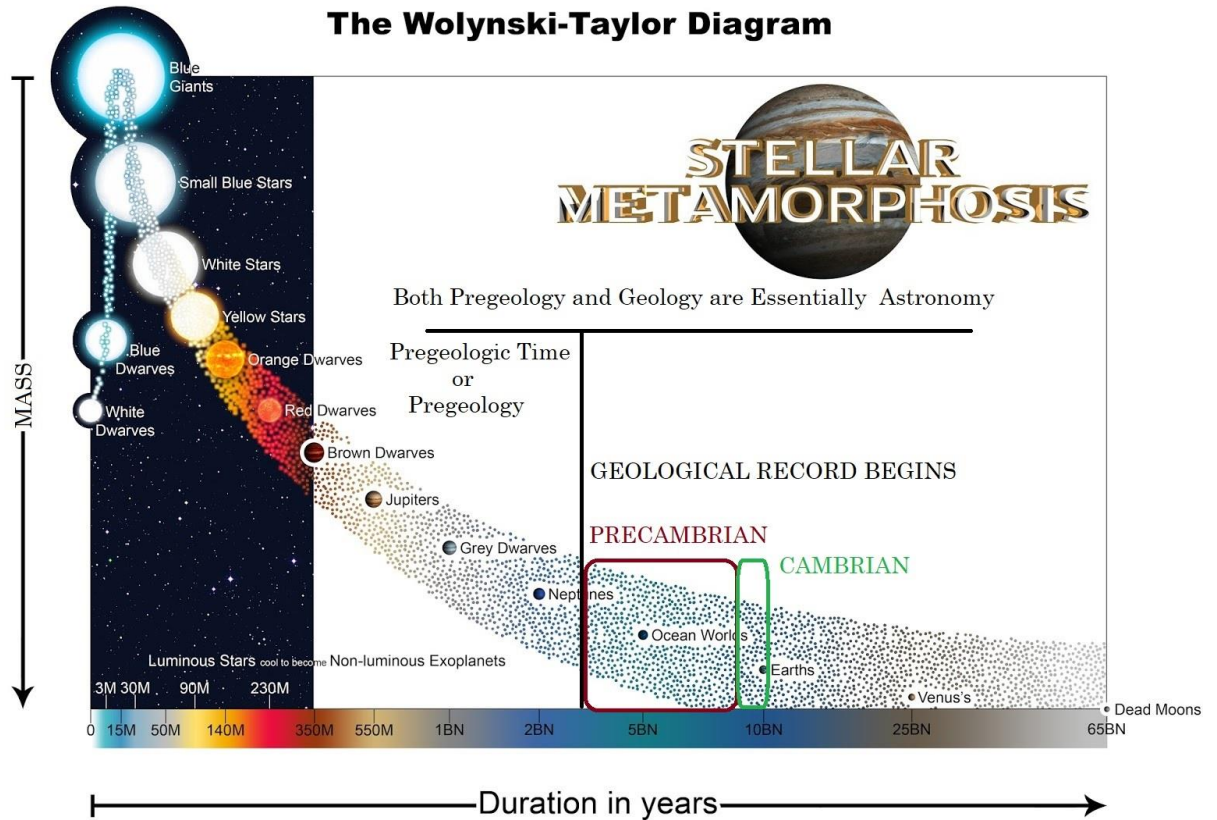 The Wolynski-Taylor Diagram
Blue
Giants
STELLAR
METAMORPHOSIS
Small Blue Stars
White Stars
Both Pregeology and Geology are Essentially Astronomy
Yellow Stars
Blue
Dwarves
Orange Dwarves
Pregeologic Time
or
Pregeology
MASS
White
Dwarves
Red Dwarves
Brown Dwarves
GEOLOGICAL RECORD BEGINS
Jupiters
PRECAMBRIAN
Grey Dwarves
CAMBRIAN
Neptunes
Ocean Worlds
Luminous Stars cool to become Non-luminous Exoplanets
Earths
Venus's
Dead Moons
3M 30M 90M 230M
0 15M 50M 140M 350M 550M 1BN 2BN 5BN 10BN 25BN 65BN
Duration in years